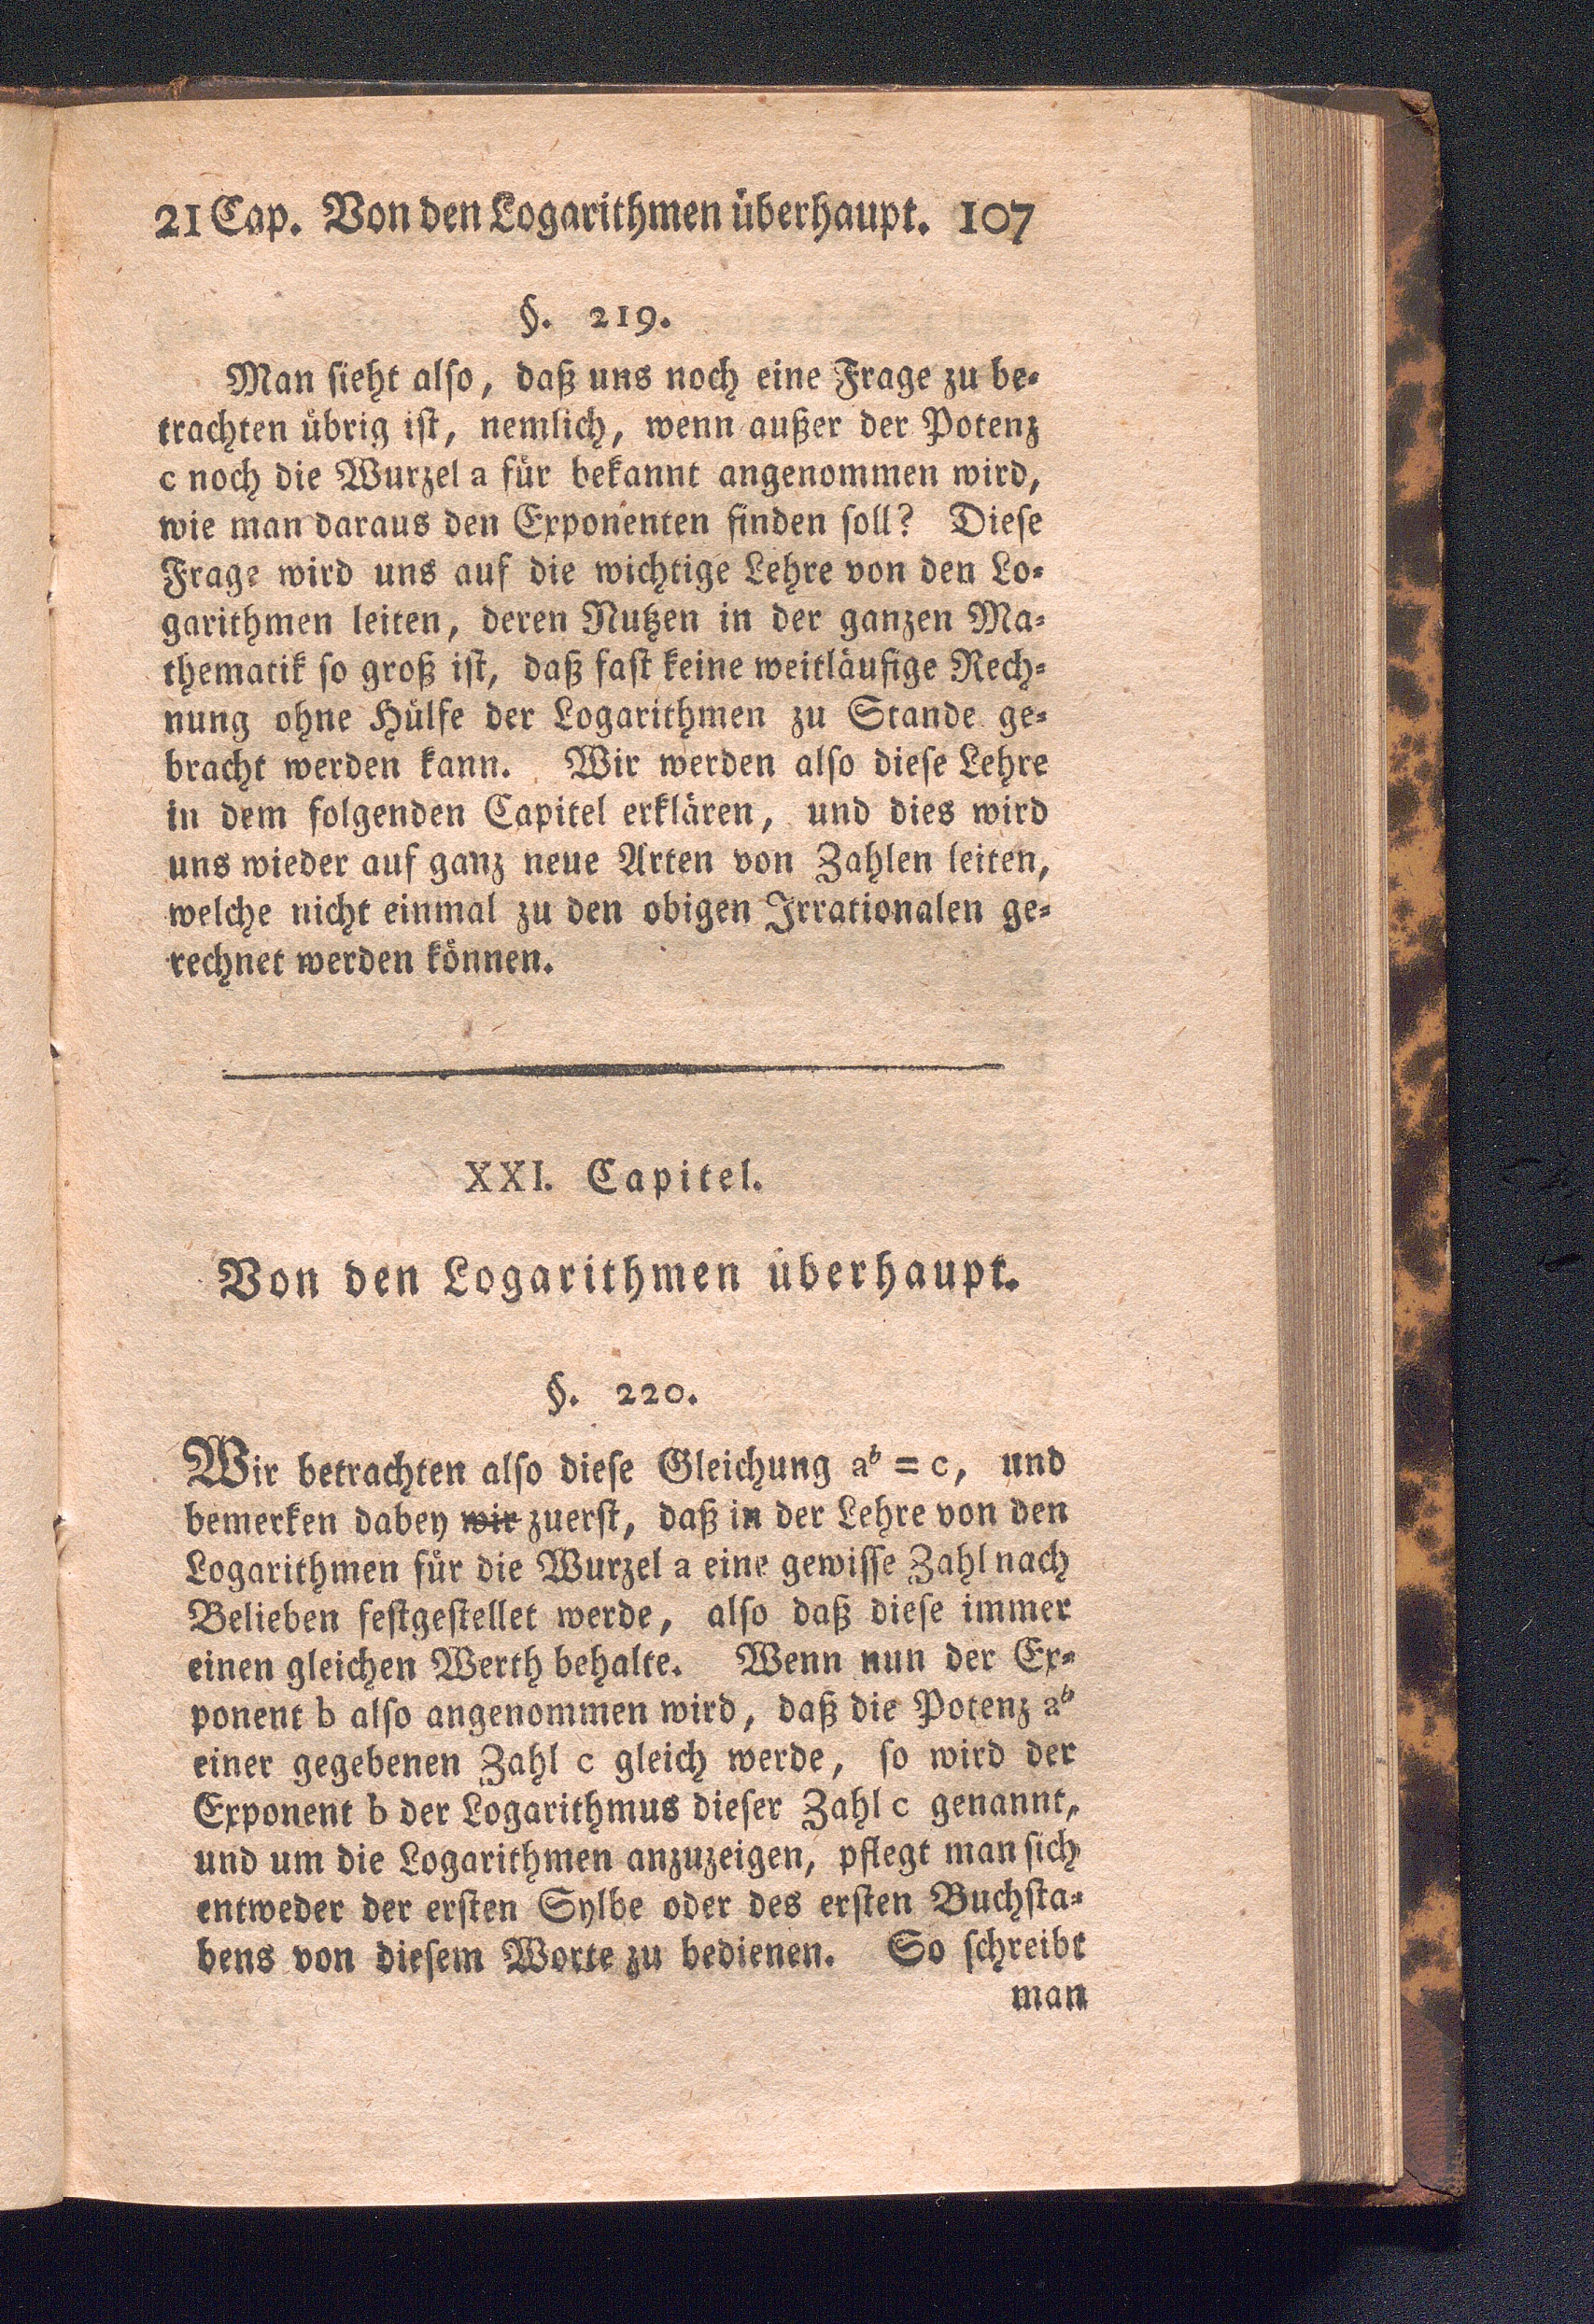 21 Cap. Von den Logarithmen überhaupt. 107
§. 219.
Man sieht also, daß uns noch eine Frage zu be-
trachten übrig ist, nemlich, wenn außer der Potenz
c noch die Wurzel a für bekannt angenommen wird,
wie man daraus den Exponenten finden soll? Diese
Frage wird uns auf die wichtige Lehre von den Lo-
garithmen leiten, deren Nutzen in der ganzen Ma-
thematik so groß ist, daß fast keine weitläufige Rech-
nung ohne Hülfe der Logarithmen zu Stande ge-
bracht werden kann. Wir werden also diese Lehre
in dem folgenden Capitel erklären, und dies wird
uns wieder auf ganz neue Arten von Zahlen leiten,
welche nicht einmal zu den obigen Irrationalen ge-
rechnet werden können.
XXI. Capitel.
Von den Logarithmen überhaupt.
§. 220.
Wir betrachten also diese Gleichung aᵇ = c, und
bemerken dabey wir zuerst, daß in der Lehre von den
Logarithmen für die Wurzel a eine gewisse Zahl nach
Belieben festgestellet werde, also daß diese immer
einen gleichen Werth behalte. Wenn nun der Ex-
ponent b also angenommen wird, daß die Potenz aᵇ
einer gegebenen Zahl c gleich werde, so wird der
Exponent b der Logarithmus dieser Zahl c genannt,
und um die Logarithmen anzuzeigen, pflegt man sich
entweder der ersten Sylbe oder des ersten Buchsta-
bens von diesem Worte zu bedienen. So schreibt
man